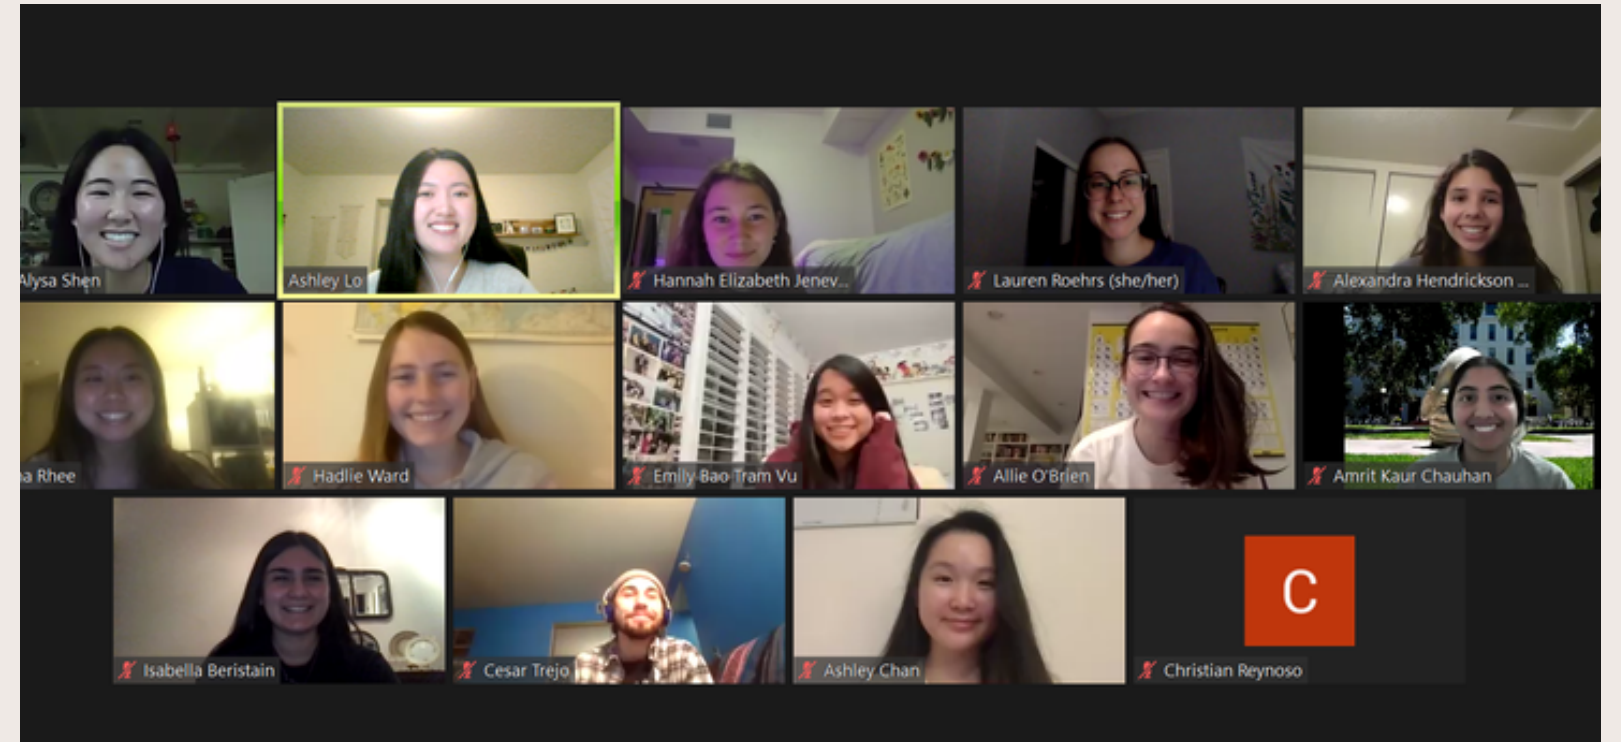 Alysa Shen
Ashley Lo
Hannah Elizabeth Jenev...
Lauren Roehrs (she/her)
Alexandra Hendrickson ...
a Rhee
Hadlie Ward
Emily Bao Tram Vu
Allie O'Brien
Amrit Kaur Chauhan
Isabella Beristain
Cesar Trejo
Ashley Chan
C
Christian Reynoso